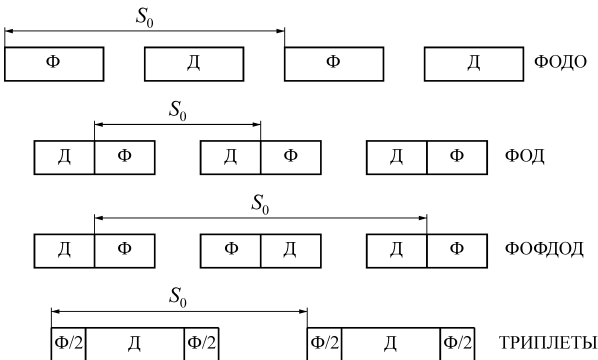 S₀
Ф Д Ф Д ФОДО
S₀
Д Ф Д Ф Д Ф ФОД
S₀
Д Ф Ф Д Д Ф ФОФДОД
S₀
Ф/2 Д Ф/2 Ф/2 Д Ф/2 ТРИПЛЕТЫ